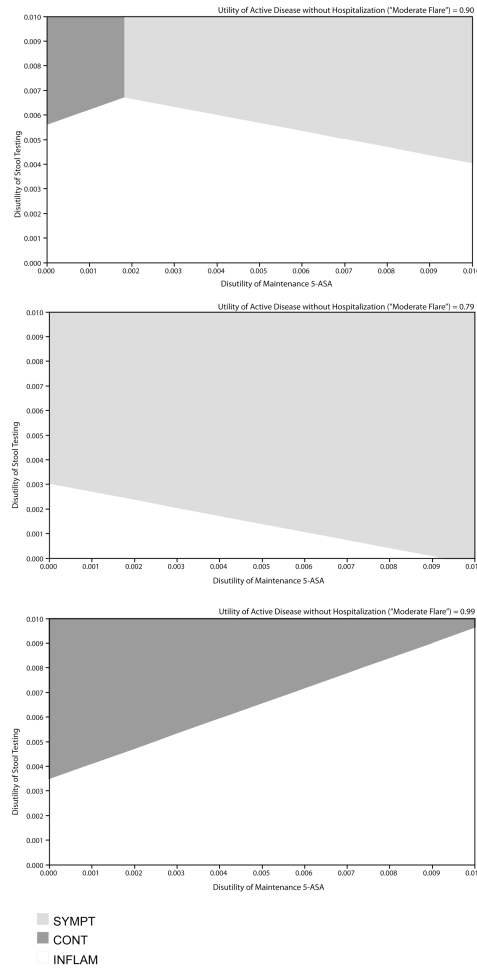 Utility of Active Disease without Hospitalization ("Moderate Flare") = 0.90
0.010
0.009
0.008
0.007
0.006
0.005
0.004
0.003
0.002
0.001
0.000
Disutility of Stool Testing
0.000 0.001 0.002 0.003 0.004 0.005 0.006 0.007 0.008 0.009 0.010
Disutility of Maintenance 5-ASA
Utility of Active Disease without Hospitalization ("Moderate Flare") = 0.79
0.010
0.009
0.008
0.007
0.006
0.005
0.004
0.003
0.002
0.001
0.000
Disutility of Stool Testing
0.000 0.001 0.002 0.003 0.004 0.005 0.006 0.007 0.008 0.009 0.01
Disutility of Maintenance 5-ASA
Utility of Active Disease without Hospitalization ("Moderate Flare") = 0.99
0.010
0.009
0.008
0.007
0.006
0.005
0.004
0.003
0.002
0.001
0.000
Disutility of Stool Testing
0.000 0.001 0.002 0.003 0.004 0.005 0.006 0.007 0.008 0.009 0.01
Disutility of Maintenance 5-ASA
SYMPT
CONT
INFLAM